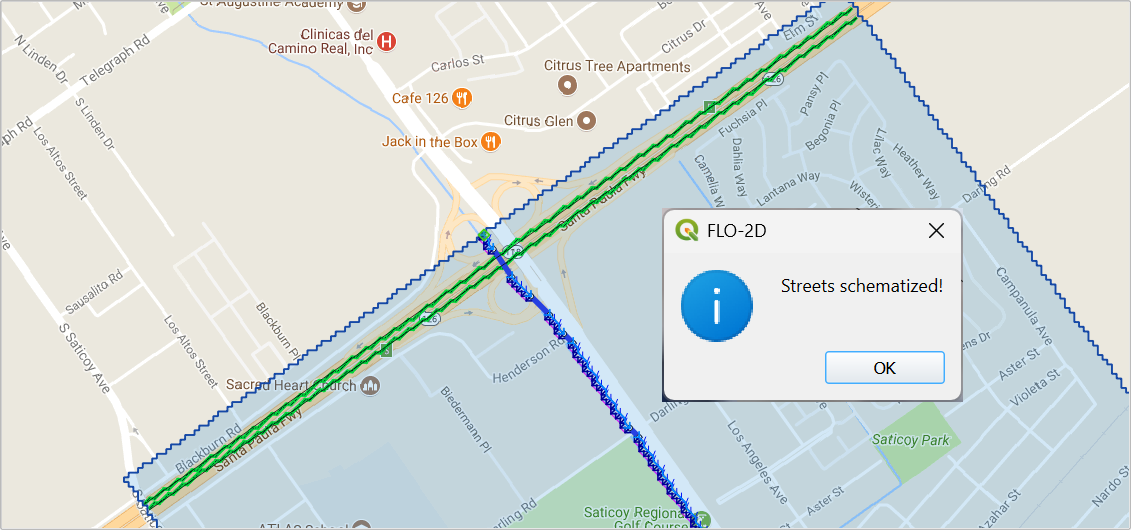 St Augustine Academy
Clinicas del
Camino Real, Inc
N Linden Dr
Telegraph Rd
S Linden Dr
Carlos St
Citrus Dr
Elm St
Citrus Tree Apartments
126
Cafe 126
Citrus Glen
Jack in the Box
Los Altos Street
Fuchsia Pl
Pansy Pl
Begonia Pl
Dahlia Way
Camelia Way
Lilac Way
Heather Way
Lantana Way
Darling Rd
Santa Paula Fwy
118
FLO-2D
Streets schematized!
OK
Sausalito Rd
S Saticoy Ave
Los Altos Street
Blackburn Pl
126
Henderson Rd
Campanula Ave
Aster St
Violeta St
Sacred Heart Church
Biedermann Pl
Blackburn Rd
Santa Paula Fwy
Los Angeles Ave
Saticoy Park
Aster St
Nardo St
Azahar St
Saticoy Regional
Golf Course
ATLAS School